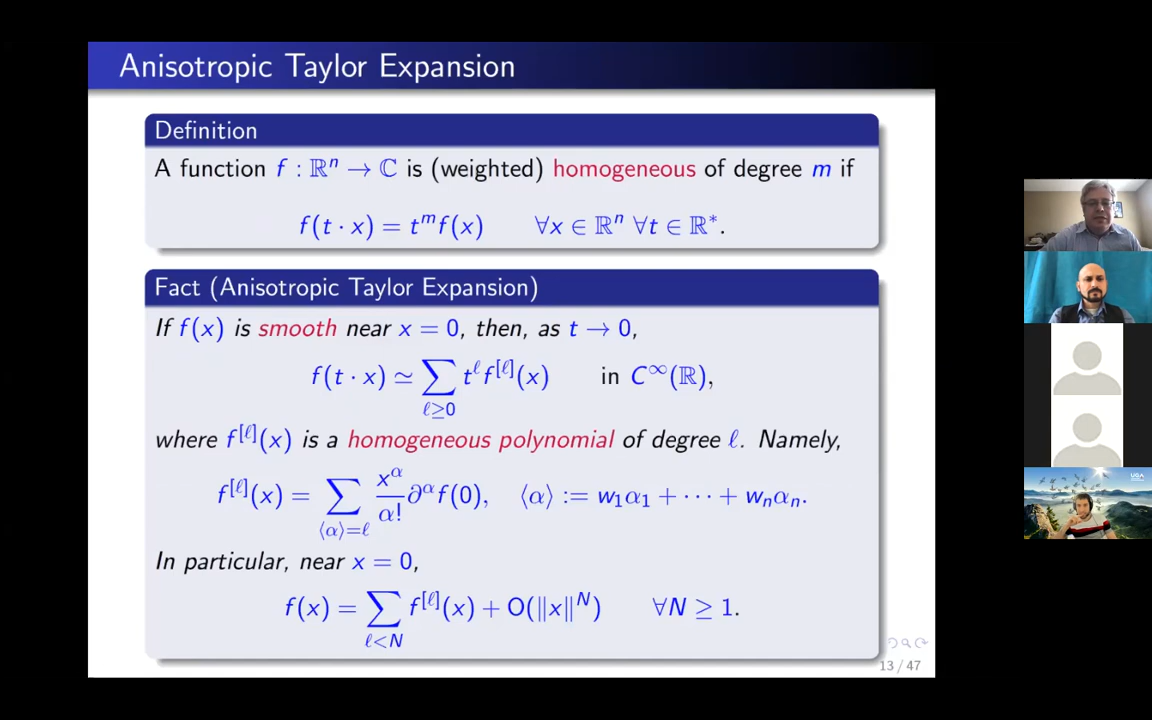 Anisotropic Taylor Expansion
Definition
A function f : ℝⁿ → ℂ is (weighted) homogeneous of degree m if
f(t · x) = tᵐf(x)    ∀x ∈ ℝⁿ ∀t ∈ ℝ*.
Fact (Anisotropic Taylor Expansion)
If f(x) is smooth near x = 0, then, as t → 0,
f(t · x) ≃ ∑_{ℓ≥0} t^ℓ f^{[ℓ]}(x)    in C^∞(ℝ),
where f^{[ℓ]}(x) is a homogeneous polynomial of degree ℓ. Namely,
f^{[ℓ]}(x) = ∑_{⟨α⟩=ℓ} x^α/α! ∂^α f(0),    ⟨α⟩ := w₁α₁ + ··· + wₙαₙ.
In particular, near x = 0,
f(x) = ∑_{ℓ<N} f^{[ℓ]}(x) + O(‖x‖^N)    ∀N ≥ 1.
13 / 47
UGA